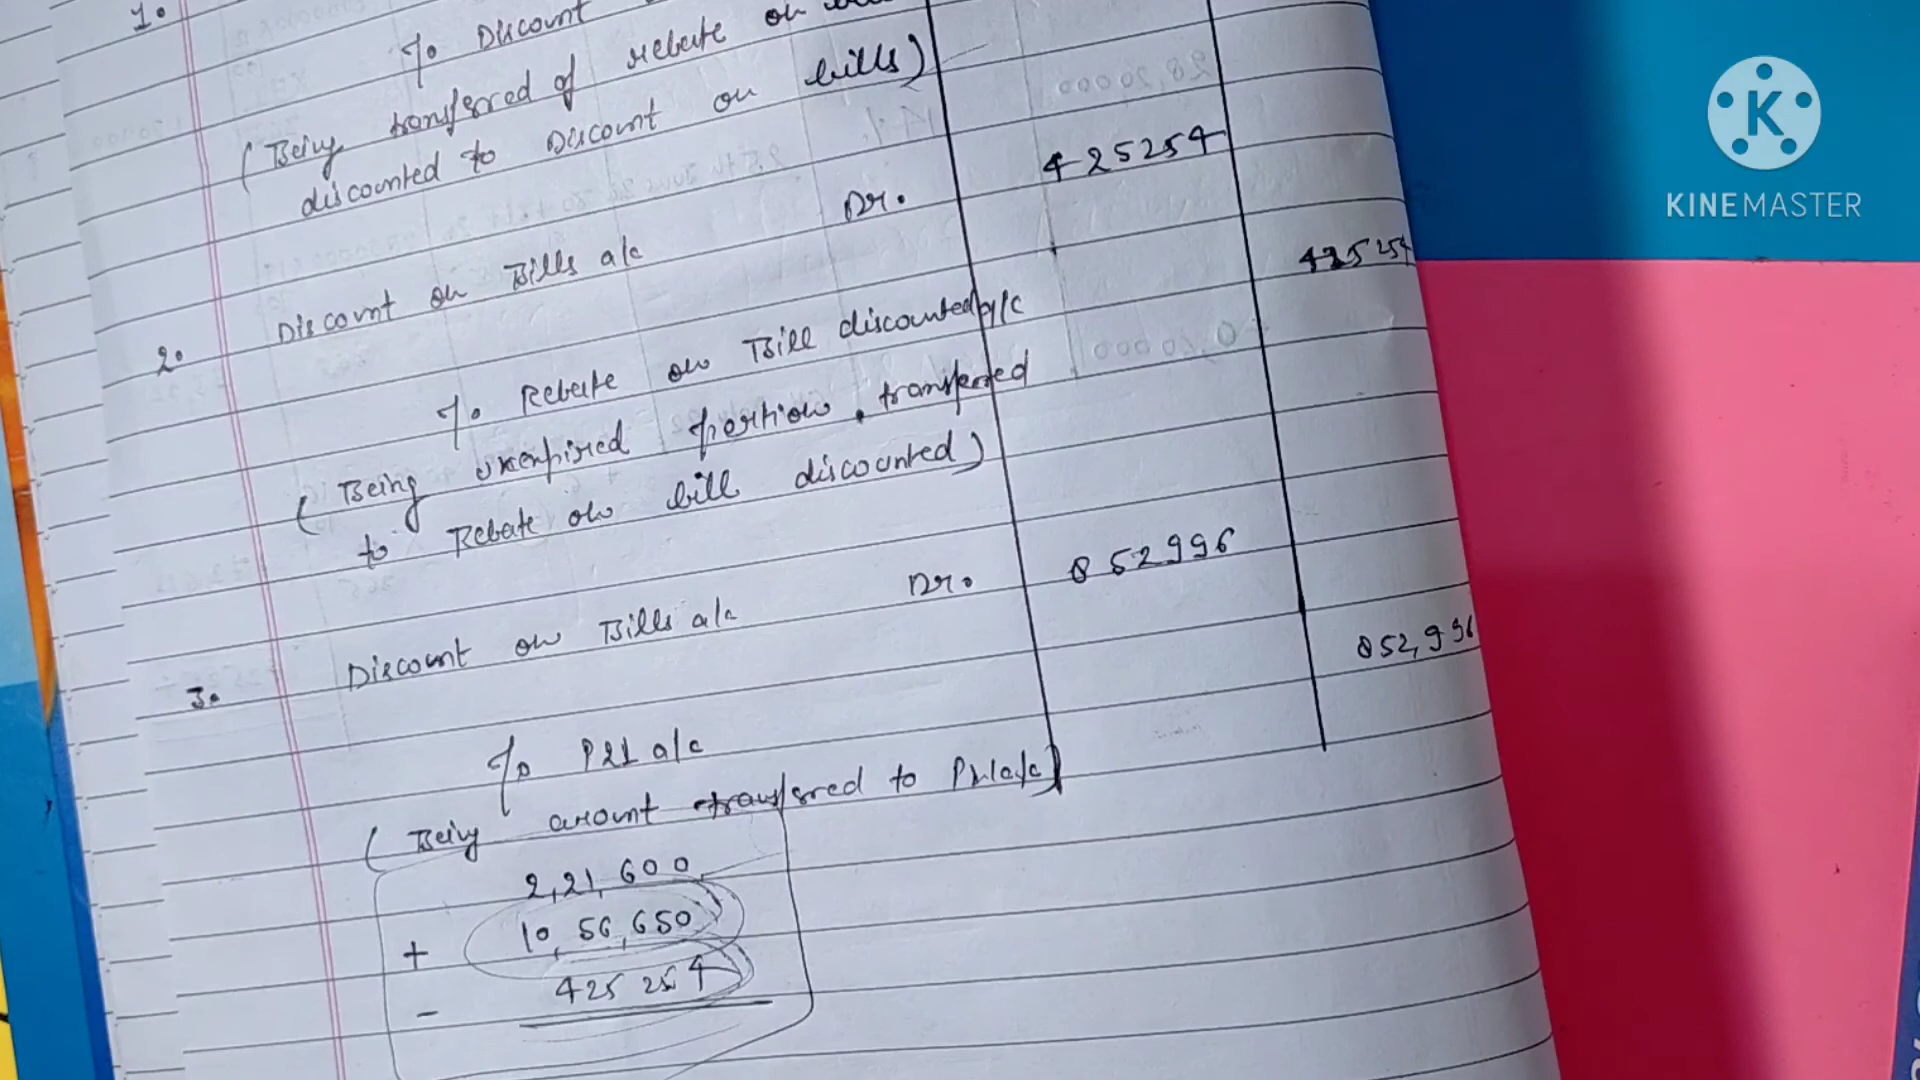 1.
To Discount
(Being transferred of rebate on
discounted to Discount on bills)
2. Discount on Bills a/c Dr. 425254
To Rebate on Bill discounted a/c 425254
(Being unexpired portion transferred
to Rebate on bill discounted)
3. Discount on Bills a/c Dr. 852996
To P&L a/c 852,996
(Being amount transferred to P&L a/c)
2,21,600
+ 10,56,650
- 425254
K
KINEMASTER